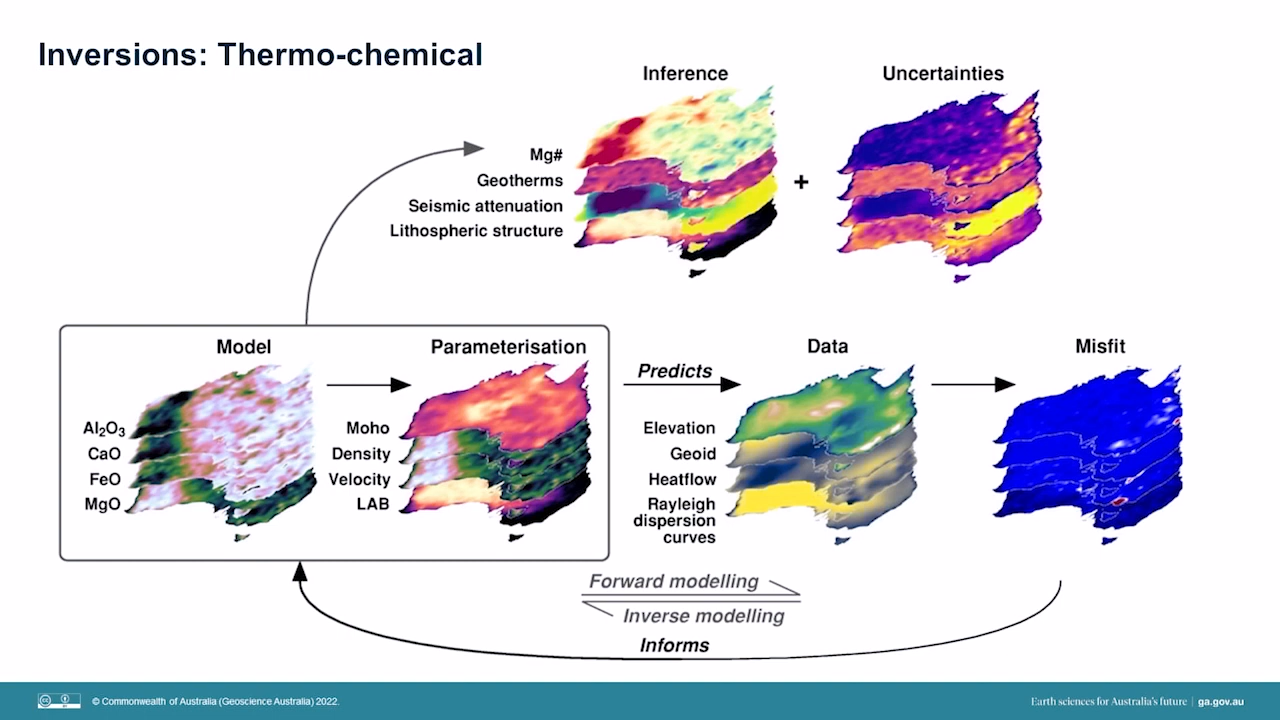 Inversions: Thermo-chemical
Inference
Uncertainties
Mg#
Geotherms
Seismic attenuation
Lithospheric structure
+
Model
Parameterisation
Data
Misfit
Predicts
Al₂O₃
CaO
FeO
MgO
Moho
Density
Velocity
LAB
Elevation
Geoid
Heatflow
Rayleigh
dispersion
curves
Forward modelling
Inverse modelling
Informs
© Commonwealth of Australia (Geoscience Australia) 2022.
Earth sciences for Australia's future | ga.gov.au